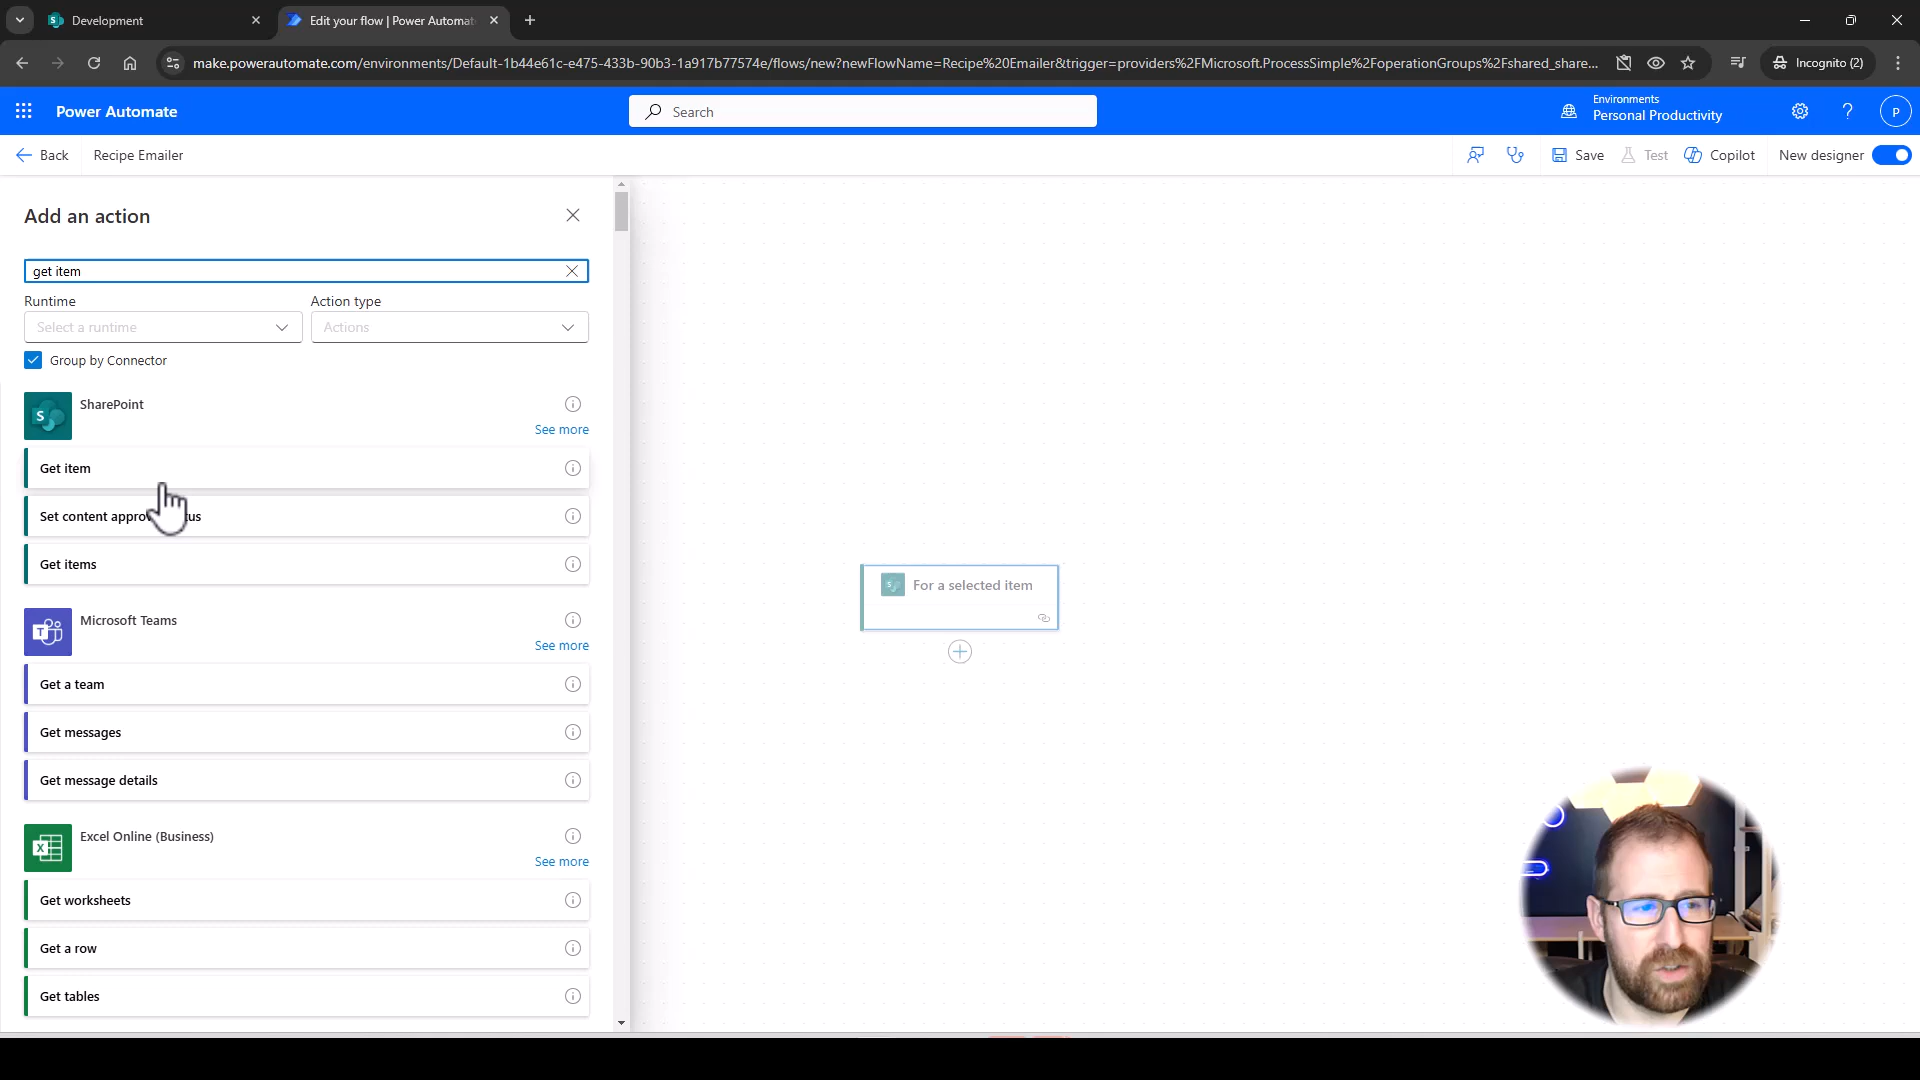 Development
Edit your flow | Power Automat
make.powerautomate.com/environments/Default-1b44e61c-e475-433b-90b3-1a917b77574e/flows/new?newFlowName=Recipe%20Emailer&trigger=providers%2FMicrosoft.ProcessSimple%2FoperationGroups%2Fshared_share...
Incognito (2)
Power Automate
Search
Environments
Personal Productivity
P
Back
Recipe Emailer
Save
Test
Copilot
New designer
Add an action
get item
Runtime
Action type
Select a runtime
Actions
Group by Connector
SharePoint
See more
Get item
Set content approv us
Get items
Microsoft Teams
See more
Get a team
Get messages
Get message details
Excel Online (Business)
See more
Get worksheets
Get a row
Get tables
For a selected item